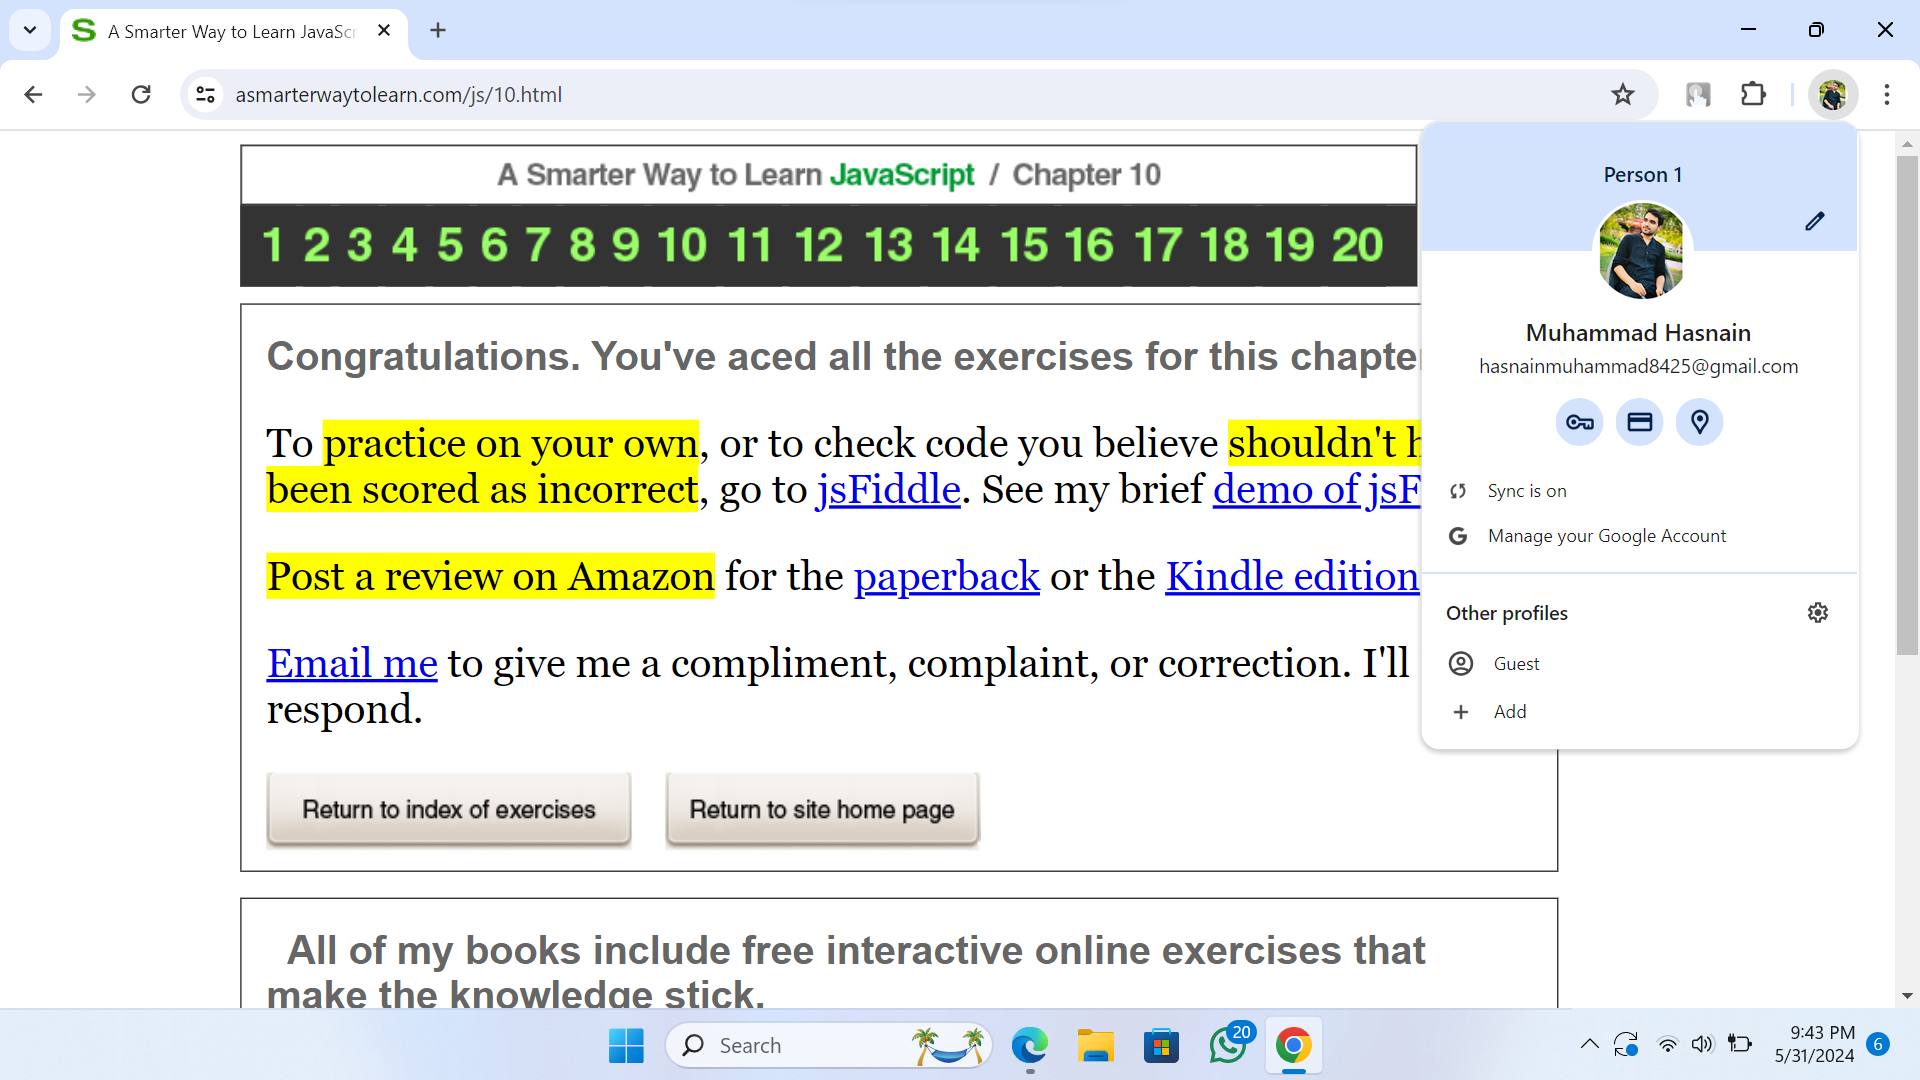 A Smarter Way to Learn JavaScr
asmarterwaytolearn.com/js/10.html
A Smarter Way to Learn JavaScript / Chapter 10
1 2 3 4 5 6 7 8 9 10 11 12 13 14 15 16 17 18 19 20
Congratulations. You've aced all the exercises for this chapter
To practice on your own, or to check code you believe shouldn't h
been scored as incorrect, go to jsFiddle. See my brief demo of jsF
Post a review on Amazon for the paperback or the Kindle edition
Email me to give me a compliment, complaint, or correction. I'll
respond.
Return to index of exercises
Return to site home page
All of my books include free interactive online exercises that
make the knowledge stick.
Person 1
Muhammad Hasnain
hasnainmuhammad8425@gmail.com
Sync is on
Manage your Google Account
Other profiles
Guest
Add
Search
20
9:43 PM
5/31/2024
6